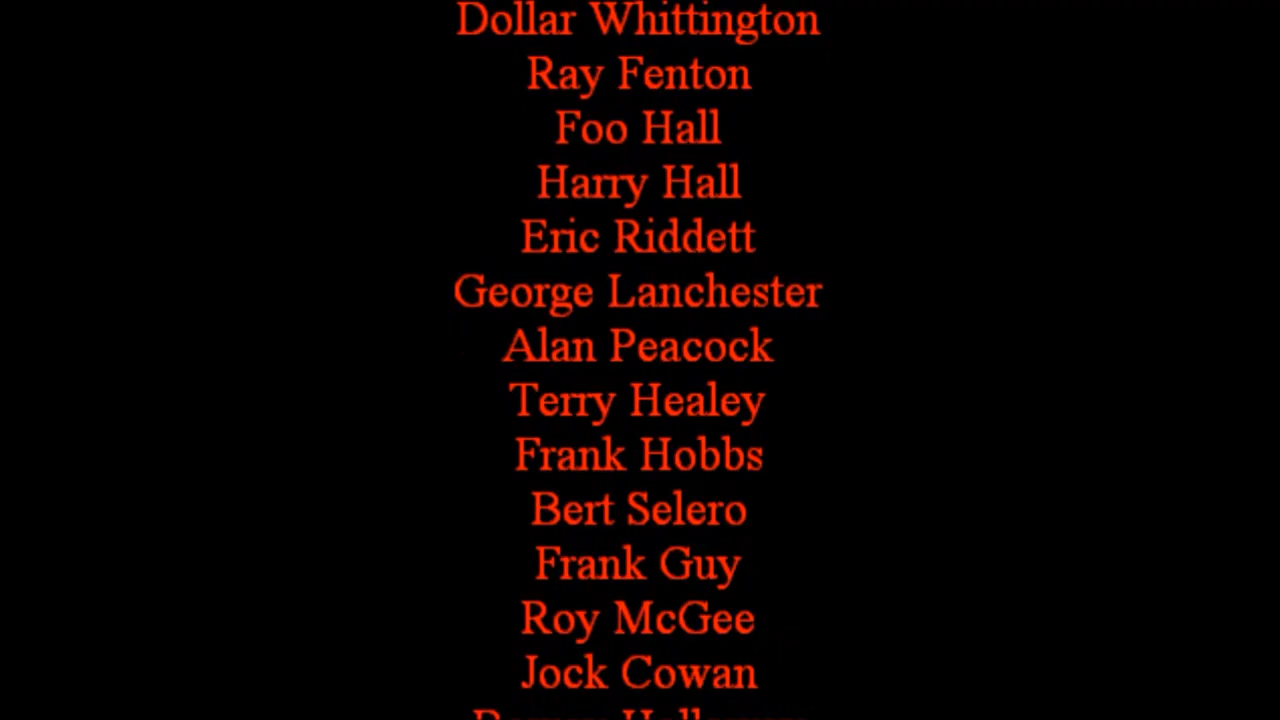 Dollar Whittington
Ray Fenton
Foo Hall
Harry Hall
Eric Riddett
George Lanchester
Alan Peacock
Terry Healey
Frank Hobbs
Bert Selero
Frank Guy
Roy McGee
Jock Cowan